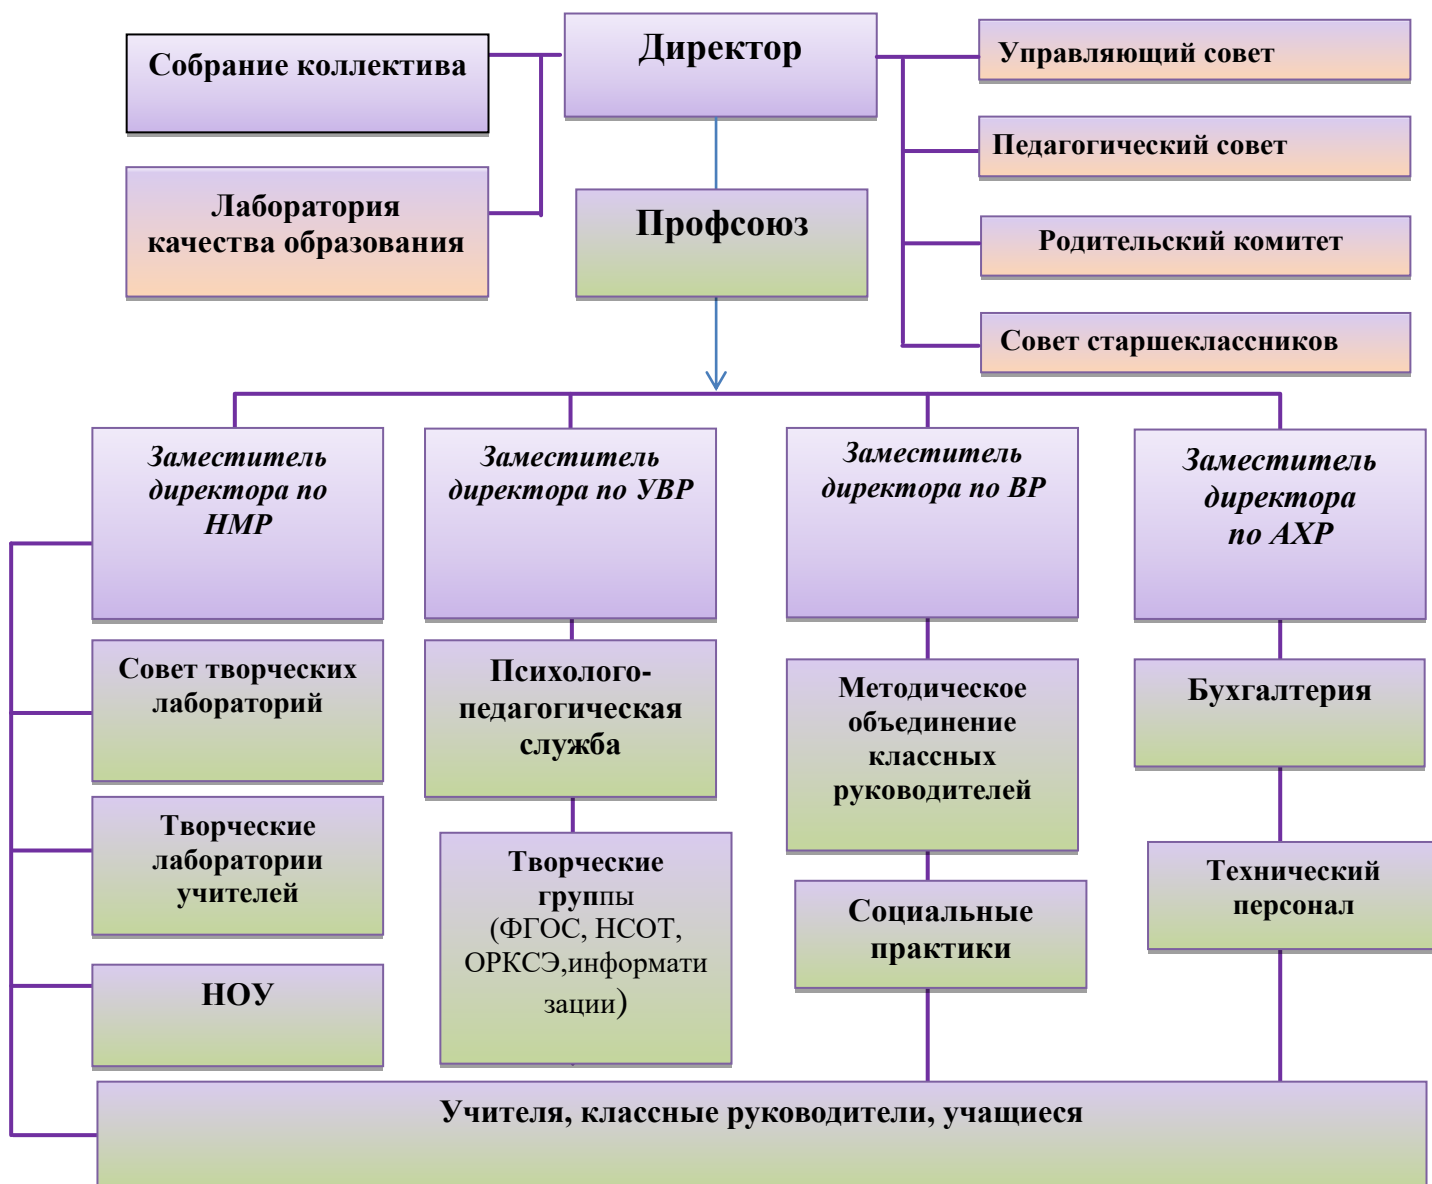 Собрание коллектива
Директор
Управляющий совет
Педагогический совет
Лаборатория
качества образования
Профсоюз
Родительский комитет
Совет старшеклассников
Заместитель
директора по
НМР
Заместитель
директора по УВР
Заместитель
директора по ВР
Заместитель
директора
по АХР
Совет творческих
лабораторий
Психолого-
педагогическая
служба
Методическое
объединение
классных
руководителей
Бухгалтерия
Творческие
лаборатории
учителей
Творческие
группы
(ФГОС, НСОТ,
ОРКСЭ,информати
зации)
Социальные
практики
Технический
персонал
НОУ
Учителя, классные руководители, учащиеся